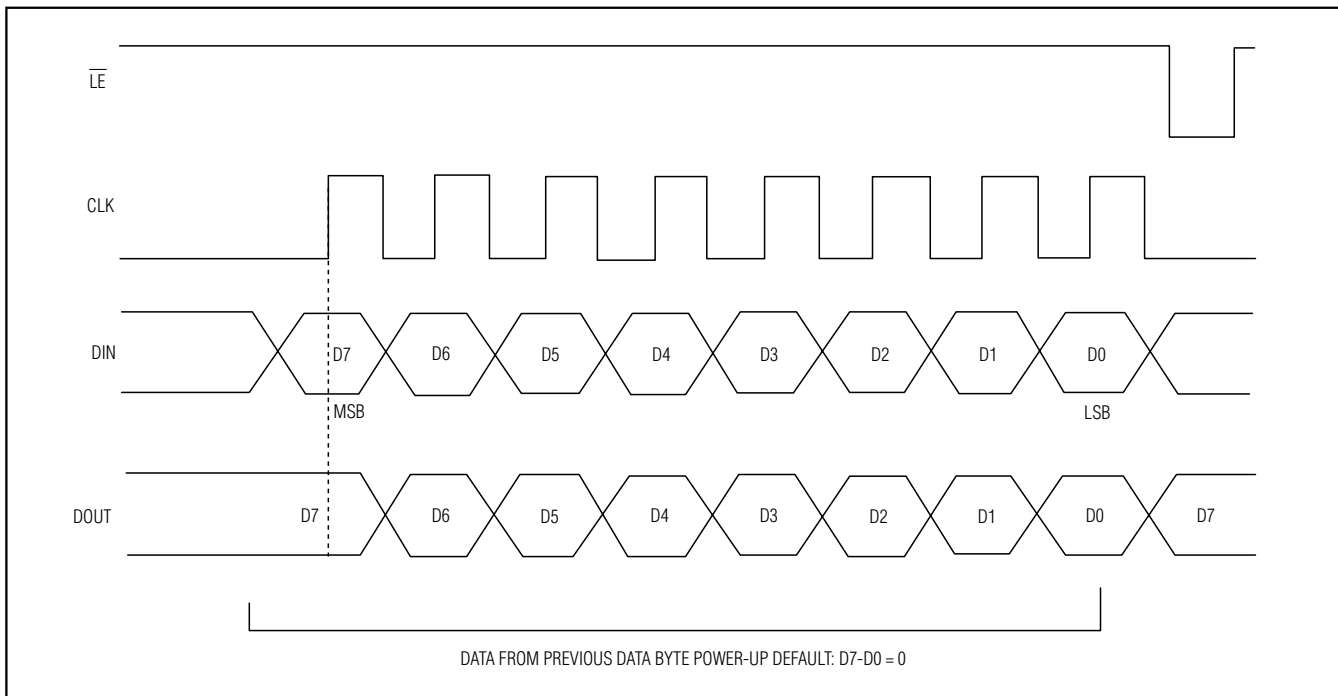 L̅E̅
CLK
DIN
D7
D6
D5
D4
D3
D2
D1
D0
MSB
LSB
DOUT
D7
D6
D5
D4
D3
D2
D1
D0
D7
DATA FROM PREVIOUS DATA BYTE POWER-UP DEFAULT: D7-D0 = 0